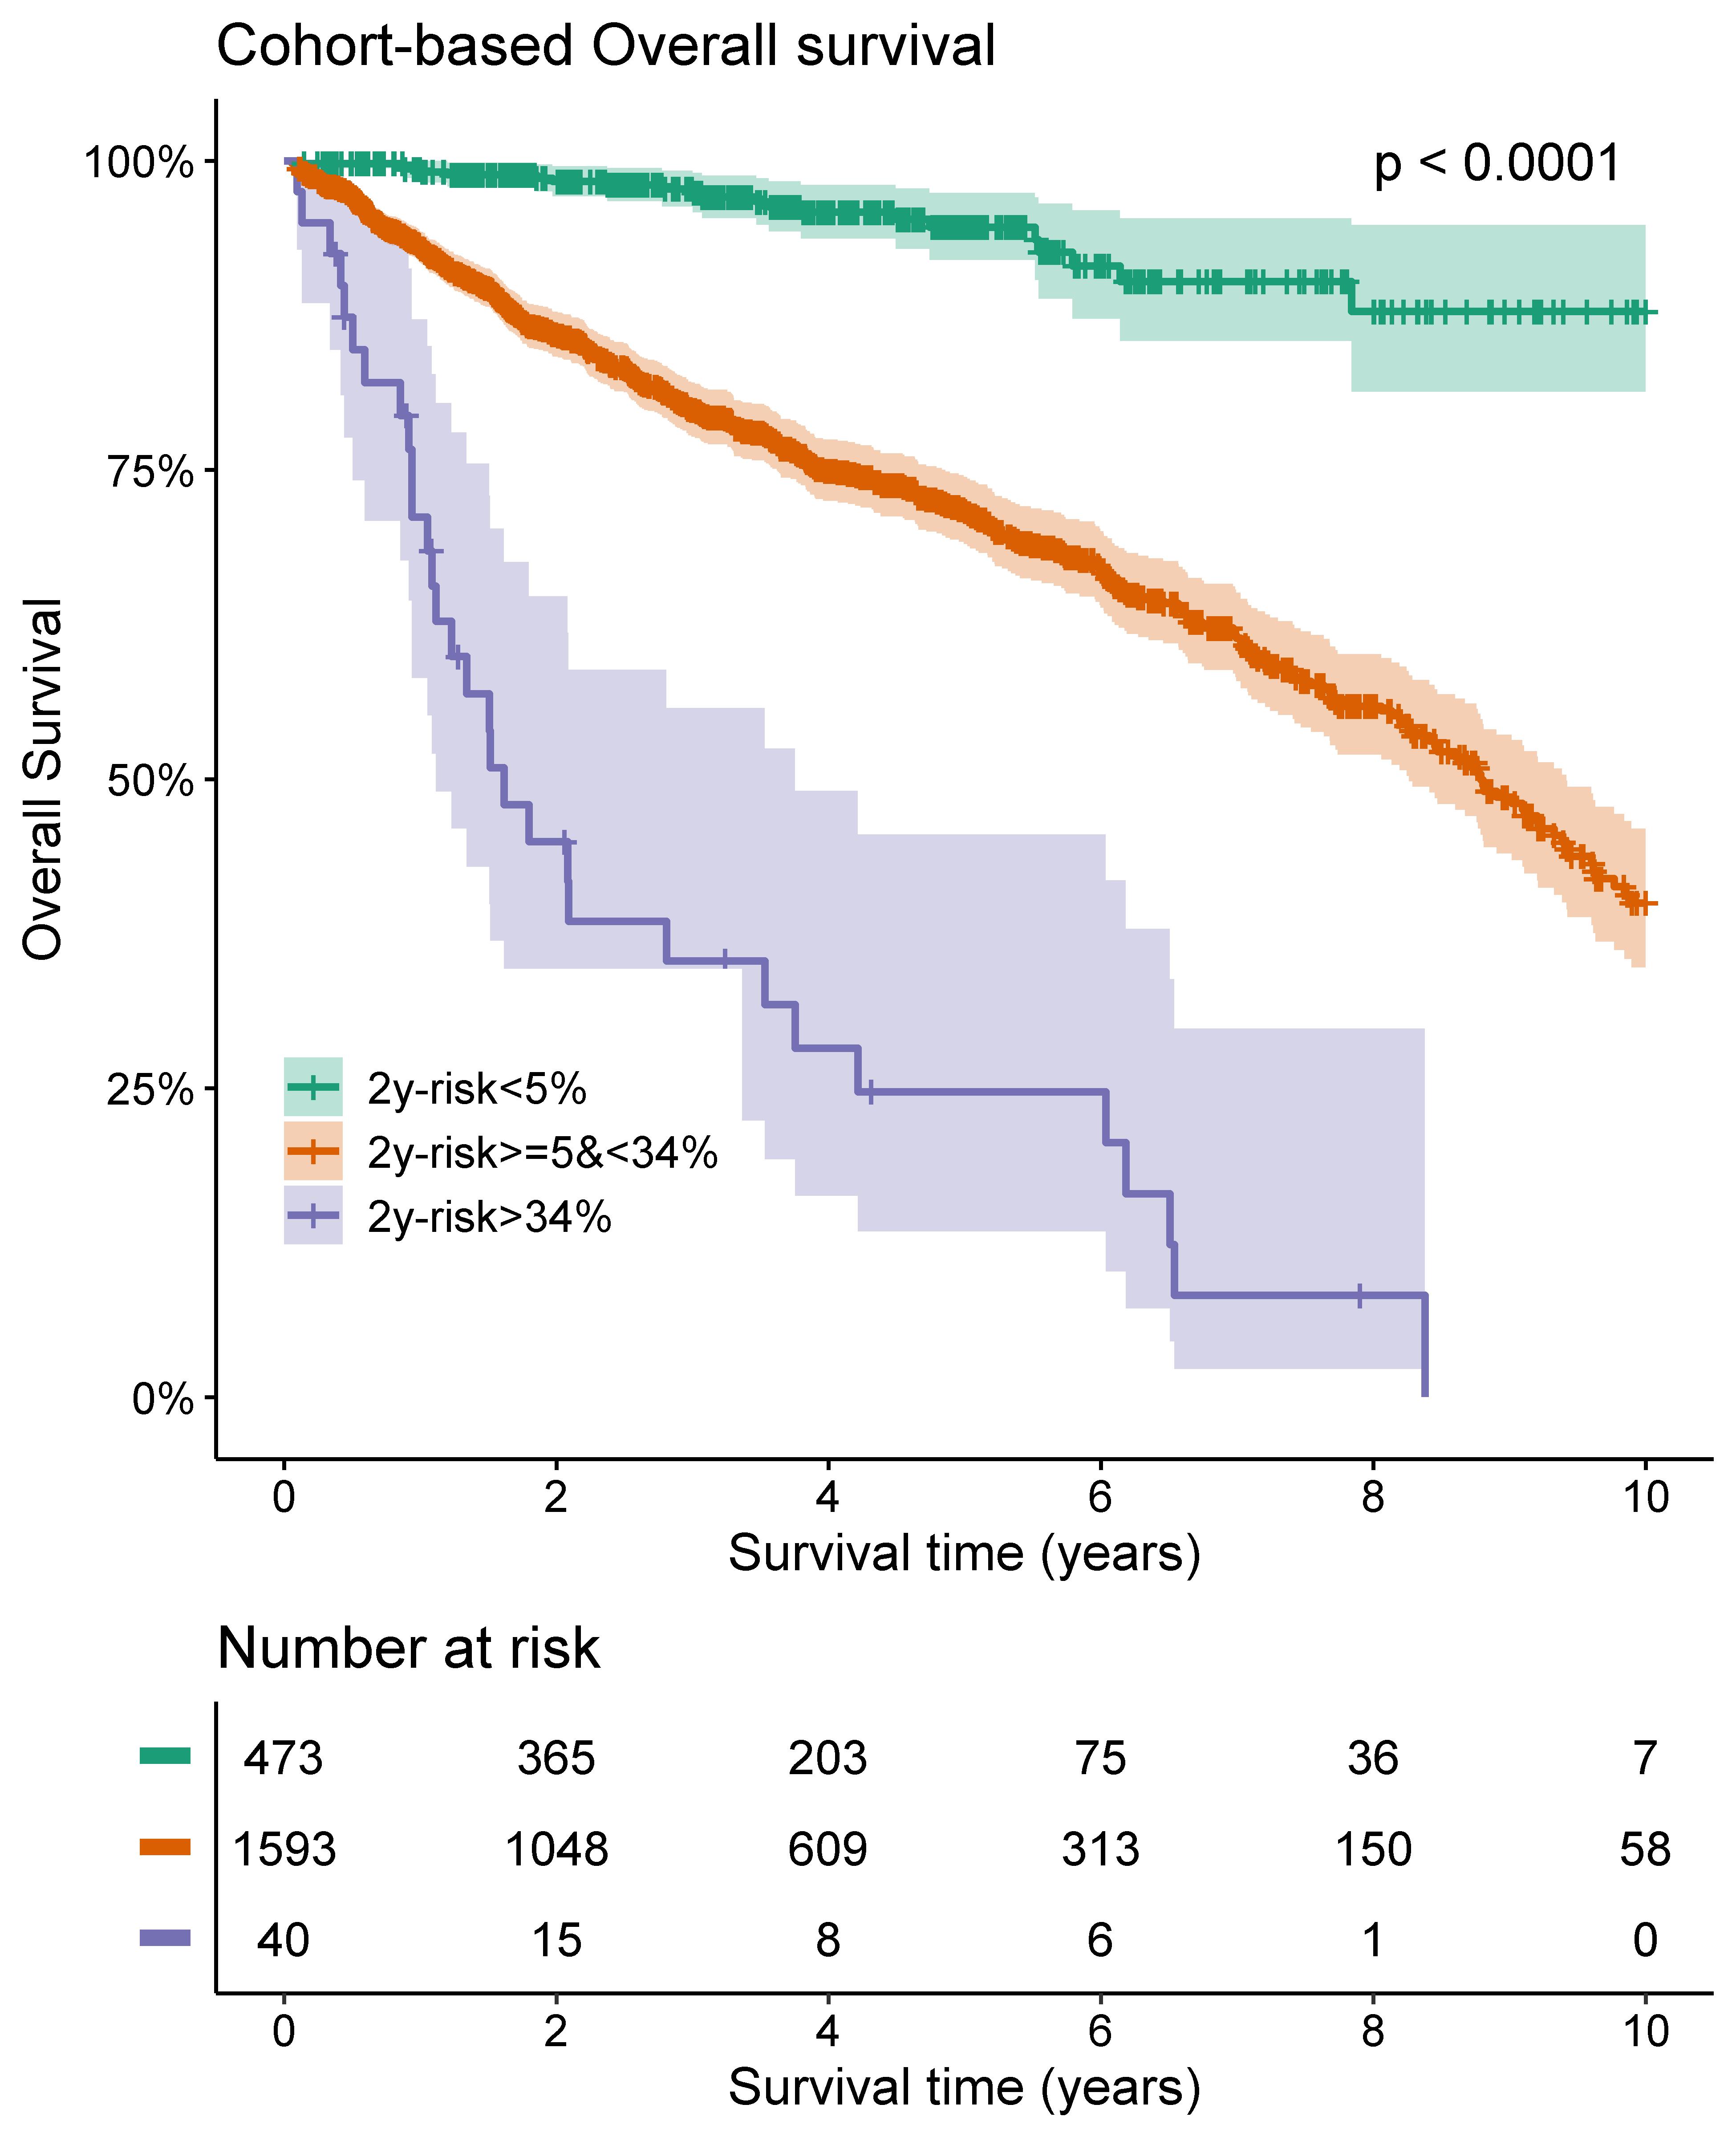 Cohort-based Overall survival
p < 0.0001
100%
75%
50%
25%
0%
Overall Survival
2y-risk<5%
2y-risk>=5&<34%
2y-risk>34%
0 2 4 6 8 10
Survival time (years)
Number at risk
473 365 203 75 36 7
1593 1048 609 313 150 58
40 15 8 6 1 0
0 2 4 6 8 10
Survival time (years)